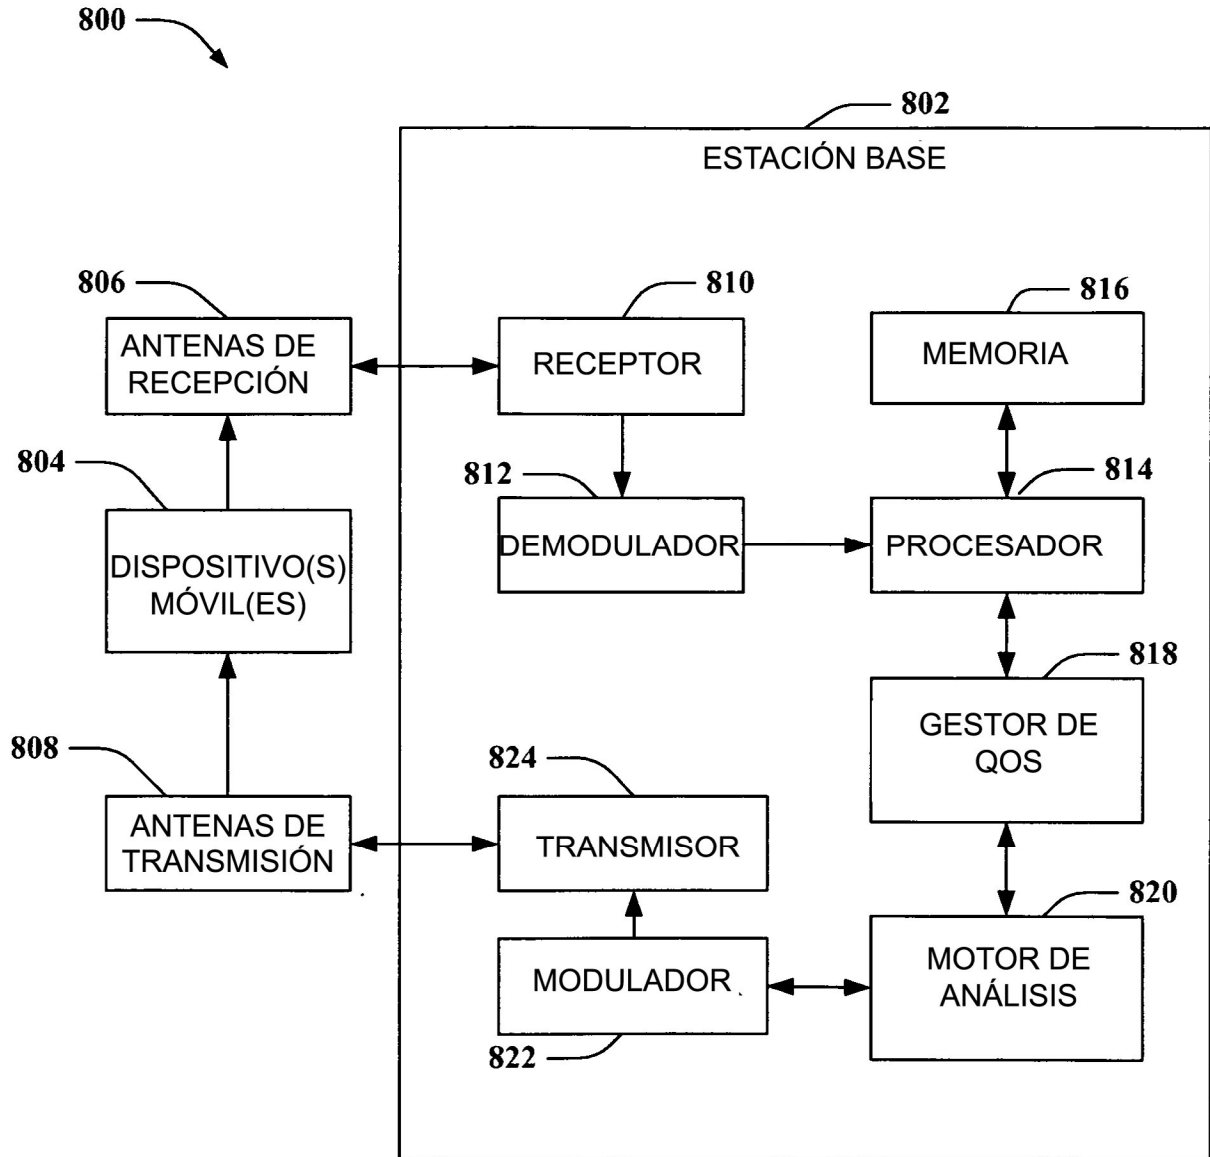 800
802
ESTACIÓN BASE
806
810
816
ANTENAS DE
RECEPCIÓN
RECEPTOR
MEMORIA
804
812
814
DISPOSITIVO(S)
MÓVIL(ES)
DEMODULADOR
PROCESADOR
818
GESTOR DE
QOS
808
824
ANTENAS DE
TRANSMISIÓN
TRANSMISOR
820
MODULADOR
MOTOR DE
ANÁLISIS
822